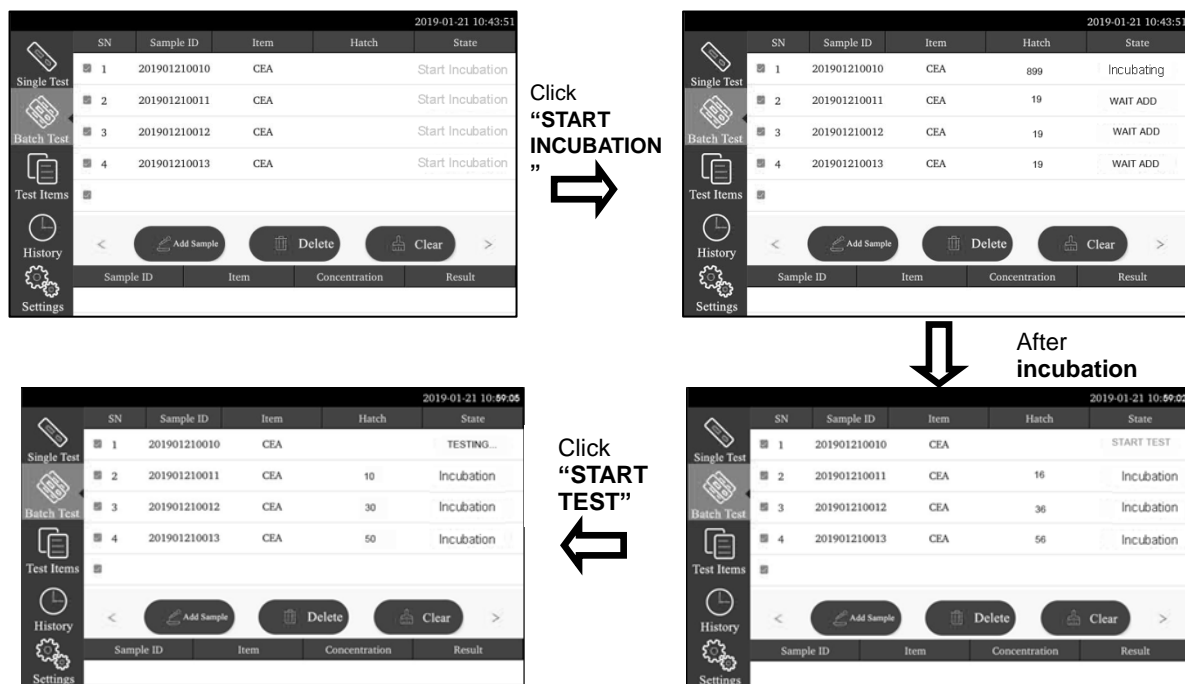 2019-01-21 10:43:51
SN Sample ID Item Hatch State
1 201901210010 CEA Start Incubation
2 201901210011 CEA Start Incubation
3 201901210012 CEA Start Incubation
4 201901210013 CEA Start Incubation
Single Test
Batch Test
Test Items
History
Settings
< Add Sample Delete Clear >
Sample ID Item Concentration Result
Click
“START
INCUBATION
”
2019-01-21 10:43:51
SN Sample ID Item Hatch State
1 201901210010 CEA 899 Incubating
2 201901210011 CEA 19 WAIT ADD
3 201901210012 CEA 19 WAIT ADD
4 201901210013 CEA 19 WAIT ADD
Single Test
Batch Test
Test Items
History
Settings
< Add Sample Delete Clear >
Sample ID Item Concentration Result
After
incubation
2019-01-21 10:59:02
SN Sample ID Item Hatch State
1 201901210010 CEA START TEST
2 201901210011 CEA 16 Incubation
3 201901210012 CEA 36 Incubation
4 201901210013 CEA 56 Incubation
Single Test
Batch Test
Test Items
History
Settings
< Add Sample Delete Clear >
Sample ID Item Concentration Result
Click
“START
TEST”
2019-01-21 10:59:05
SN Sample ID Item Hatch State
1 201901210010 CEA TESTING...
2 201901210011 CEA 10 Incubation
3 201901210012 CEA 30 Incubation
4 201901210013 CEA 50 Incubation
Single Test
Batch Test
Test Items
History
Settings
< Add Sample Delete Clear >
Sample ID Item Concentration Result